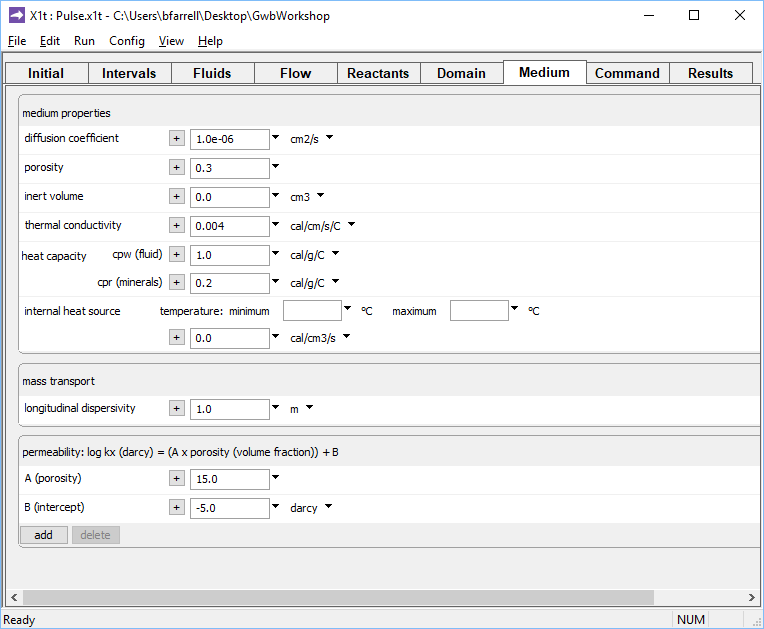 X1t : Pulse.x1t - C:\Users\bfarrell\Desktop\GwbWorkshop
File Edit Run Config View Help
Initial Intervals Fluids Flow Reactants Domain Medium Command Results
medium properties
diffusion coefficient + 1.0e-06 cm2/s
porosity + 0.3
inert volume + 0.0 cm3
thermal conductivity + 0.004 cal/cm/s/C
heat capacity cpw (fluid) + 1.0 cal/g/C
cpr (minerals) + 0.2 cal/g/C
internal heat source temperature: minimum ºC maximum ºC
+ 0.0 cal/cm3/s
mass transport
longitudinal dispersivity + 1.0 m
permeability: log kx (darcy) = (A x porosity (volume fraction)) + B
A (porosity) + 15.0
B (intercept) + -5.0 darcy
add delete
Ready NUM